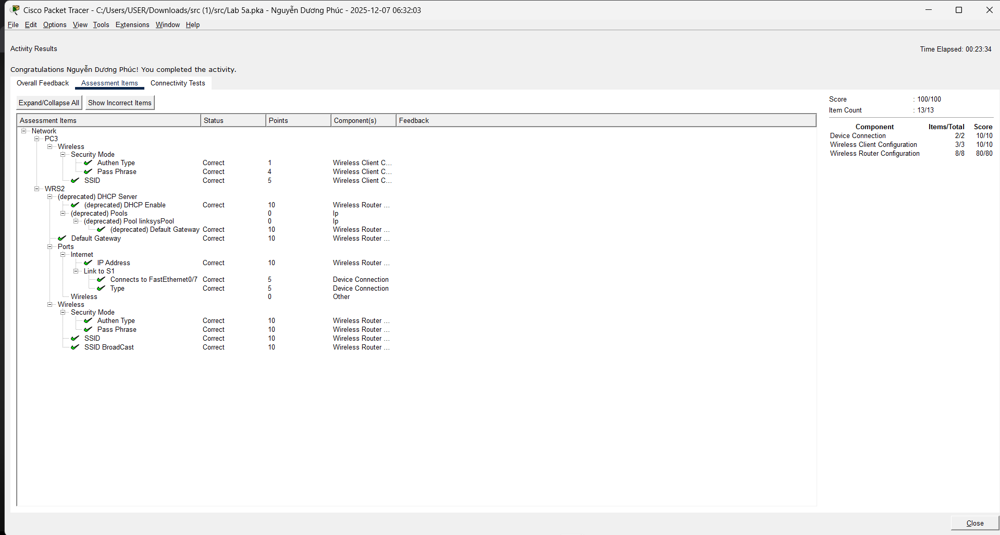 Cisco Packet Tracer - C:/Users/USER/Downloads/src (1)/src/Lab 5a.pka - Nguyễn Dương Phúc - 2025-12-07 06:32:03
File Edit Options View Tools Extensions Window Help
Activity Results
Time Elapsed: 00:23:34
Congratulations Nguyễn Dương Phúc! You completed the activity.
Overall Feedback Assessment Items Connectivity Tests
Expand/Collapse All Show Incorrect Items
Assessment Items Status Points Component(s) Feedback
Network
PC3
Wireless
Security Mode
Authen Type Correct 1 Wireless Client C...
Pass Phrase Correct 4 Wireless Client C...
SSID Correct 5 Wireless Client C...
WRS2
(deprecated) DHCP Server
(deprecated) DHCP Enable Correct 10 Wireless Router ...
(deprecated) Pools 0 Ip
(deprecated) Pool linksysPool 0 Ip
(deprecated) Default Gateway Correct 10 Wireless Router ...
Default Gateway Correct 10 Wireless Router ...
Ports
Internet
IP Address Correct 10 Wireless Router ...
Link to S1
Connects to FastEthernet0/7 Correct 5 Device Connection
Type Correct 5 Device Connection
Wireless 0 Other
Wireless
Security Mode
Authen Type Correct 10 Wireless Router ...
Pass Phrase Correct 10 Wireless Router ...
SSID Correct 10 Wireless Router ...
SSID BroadCast Correct 10 Wireless Router ...
Score : 100/100
Item Count : 13/13
Component Items/Total Score
Device Connection 2/2 10/10
Wireless Client Configuration 3/3 10/10
Wireless Router Configuration 8/8 80/80
Close